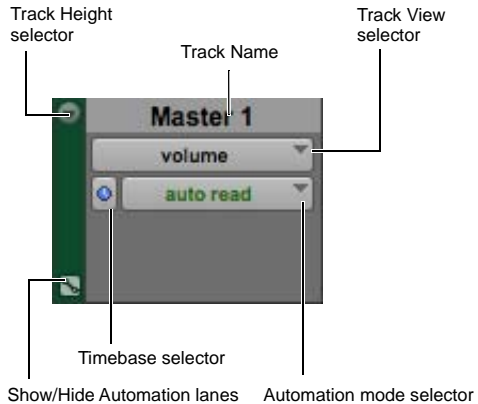 Track Height
selector
Track View
selector
Track Name
Master 1
volume
auto read
Timebase selector
Show/Hide Automation lanes
Automation mode selector